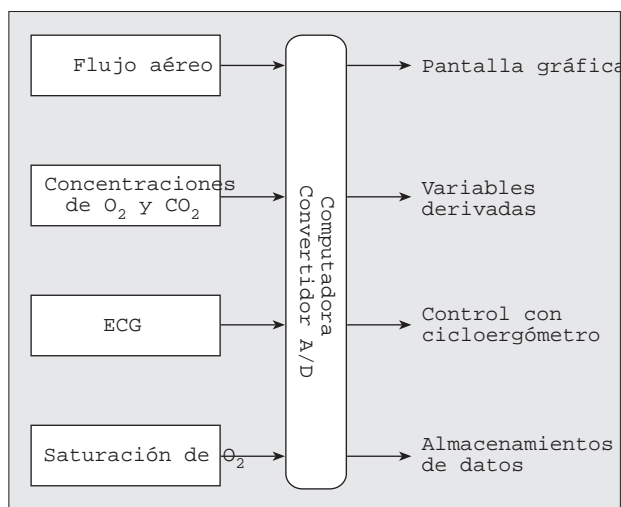 Flujo aéreo
Concentraciones
de O₂ y CO₂
ECG
Saturación de O₂
Computadora
Convertidor A/D
Pantalla gráfica
Variables
derivadas
Control con
cicloergómetro
Almacenamientos
de datos